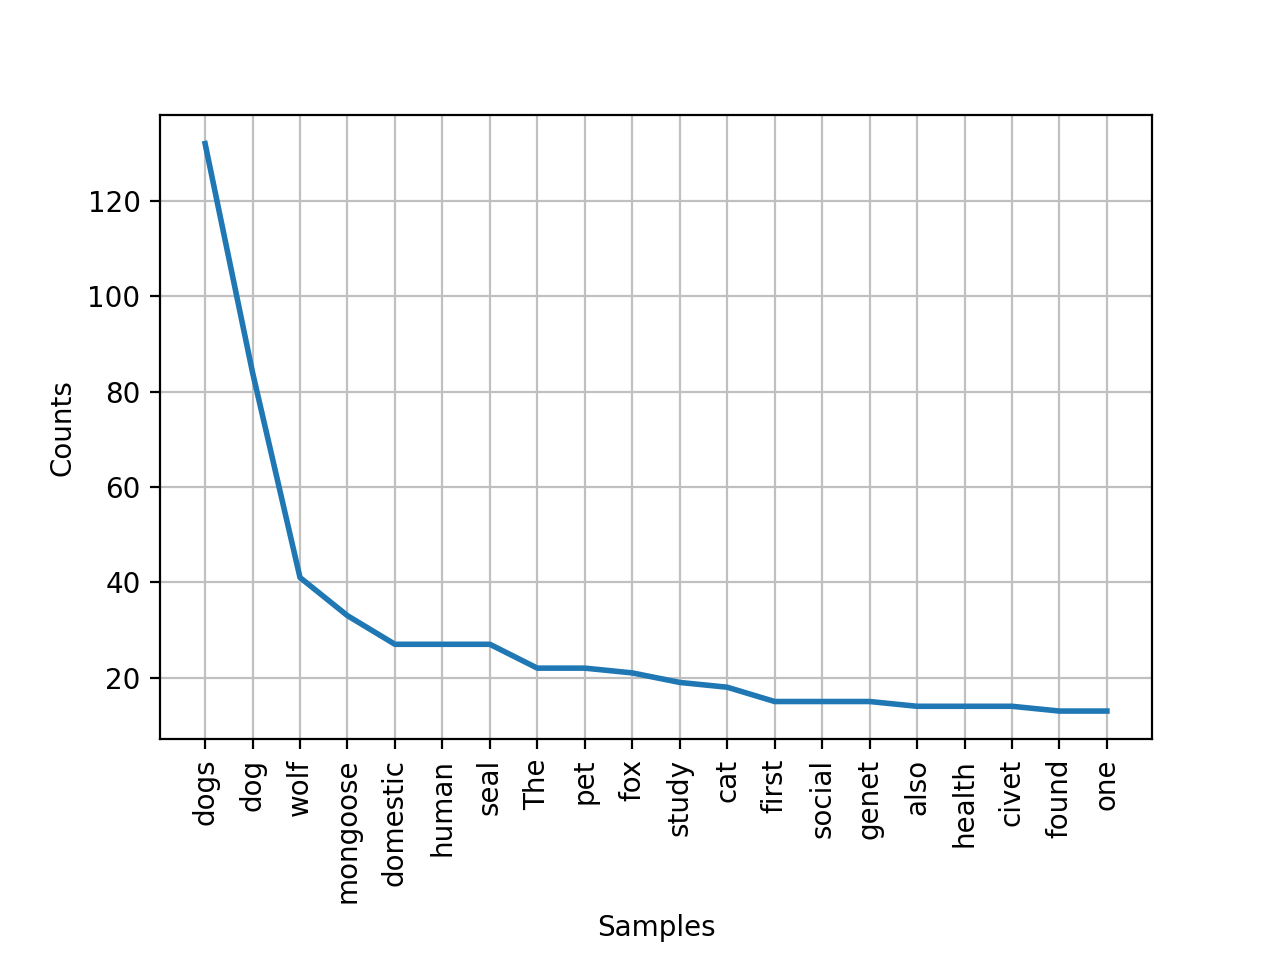 120
100
80
60
40
20
Counts
dogs
dog
wolf
mongoose
domestic
human
seal
The
pet
fox
study
cat
first
social
genet
also
health
civet
found
one
Samples